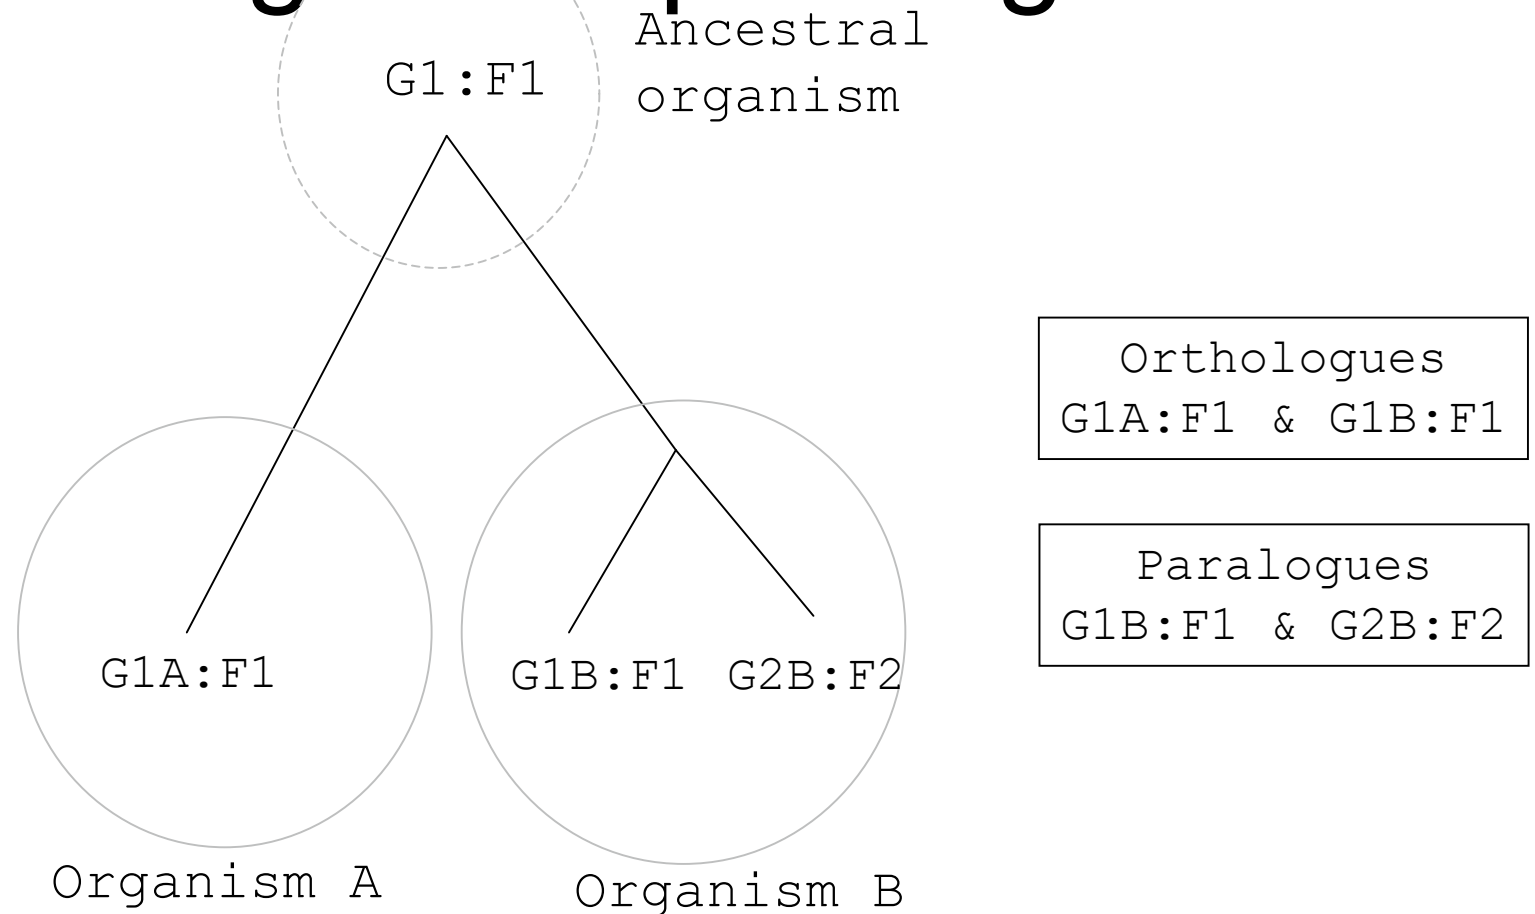 Ancestral
organism
G1:F1
Orthologues
G1A:F1 & G1B:F1
Paralogues
G1B:F1 & G2B:F2
G1A:F1
G1B:F1 G2B:F2
Organism A
Organism B